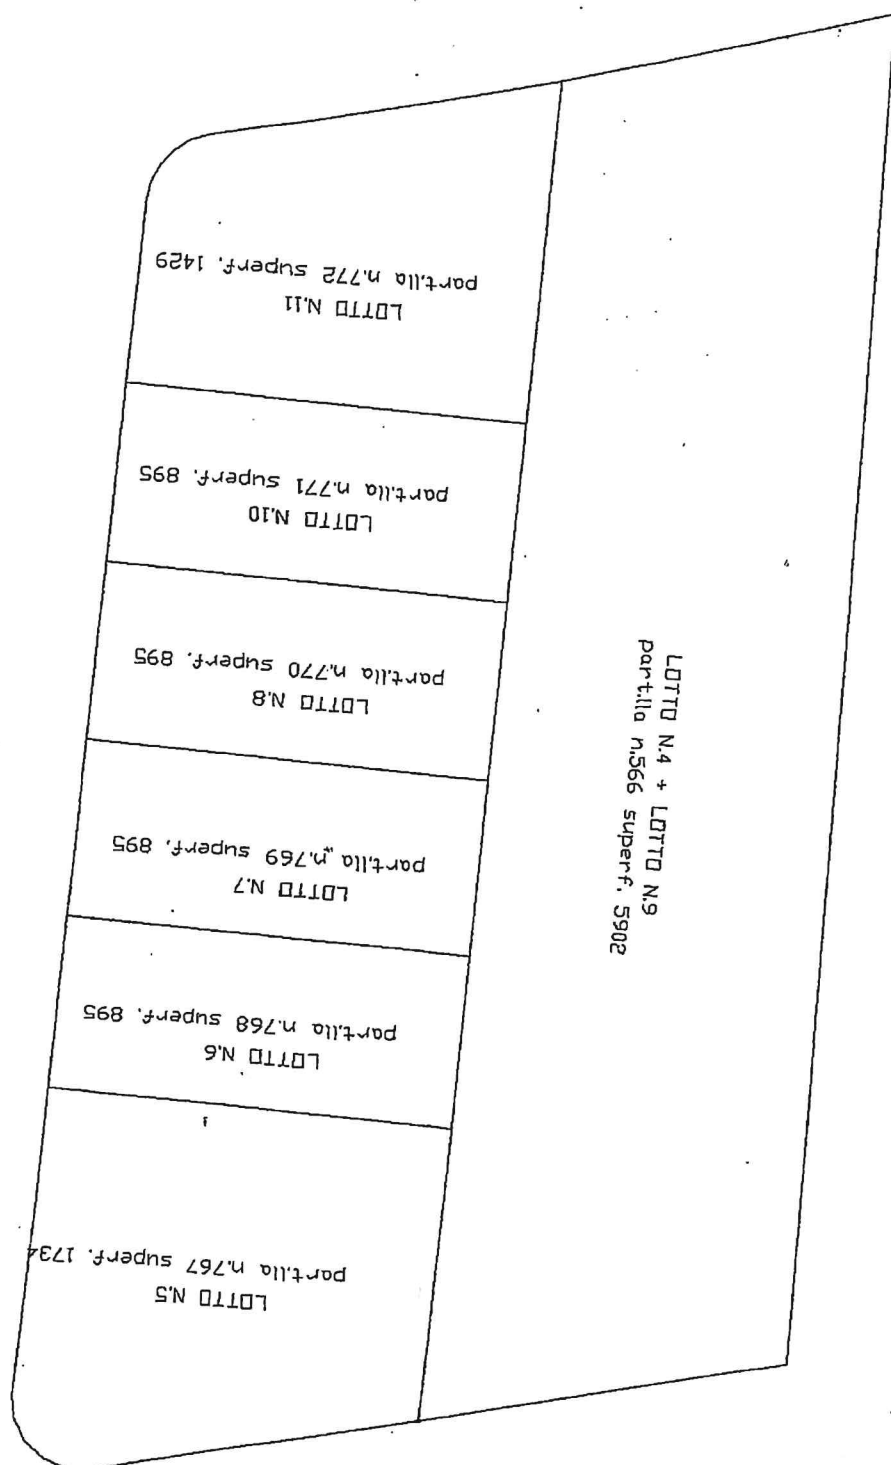 LOTTO N.11
part.lla n.772 superf. 1429
LOTTO N.10
part.lla n.771 superf. 895
LOTTO N.8
part.lla n.770 superf. 895
LOTTO N.7
part.lla n.769 superf. 895
LOTTO N.6
part.lla n.768 superf. 895
LOTTO N.5
part.lla n.767 superf. 1734
LOTTO N.4 + LOTTO N.9
part.lla n.566 superf. 5902